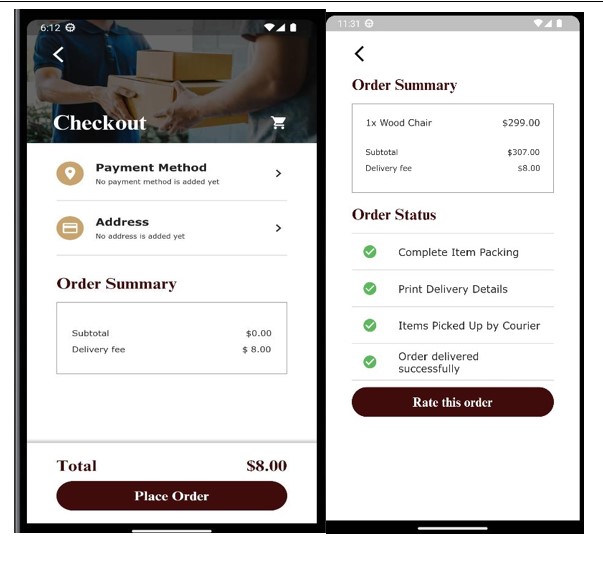 6:12
Checkout
Payment Method
No payment method is added yet
Address
No address is added yet
Order Summary
Subtotal $0.00
Delivery fee $ 8.00
Total $8.00
Place Order
11:31
Order Summary
1x Wood Chair $299.00
Subtotal $307.00
Delivery fee $8.00
Order Status
Complete Item Packing
Print Delivery Details
Items Picked Up by Courier
Order delivered
successfully
Rate this order